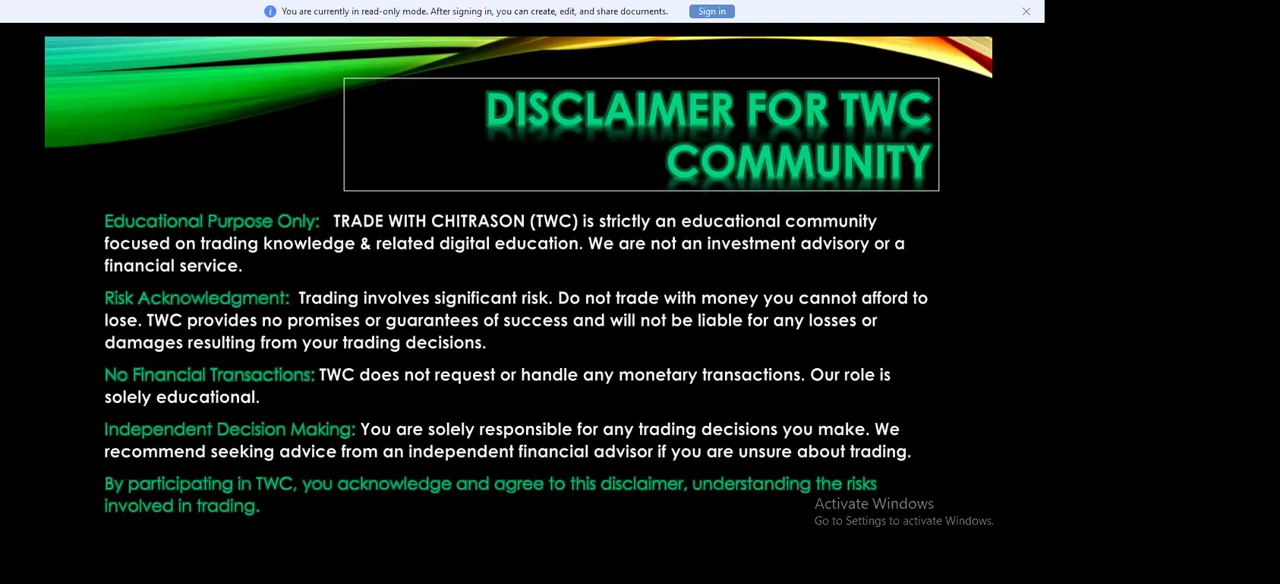 You are currently in read-only mode. After signing in, you can create, edit, and share documents. Sign in
DISCLAIMER FOR TWC
COMMUNITY
Educational Purpose Only: TRADE WITH CHITRASON (TWC) is strictly an educational community
focused on trading knowledge & related digital education. We are not an investment advisory or a
financial service.
Risk Acknowledgment: Trading involves significant risk. Do not trade with money you cannot afford to
lose. TWC provides no promises or guarantees of success and will not be liable for any losses or
damages resulting from your trading decisions.
No Financial Transactions: TWC does not request or handle any monetary transactions. Our role is
solely educational.
Independent Decision Making: You are solely responsible for any trading decisions you make. We
recommend seeking advice from an independent financial advisor if you are unsure about trading.
By participating in TWC, you acknowledge and agree to this disclaimer, understanding the risks
involved in trading.
Activate Windows
Go to Settings to activate Windows.